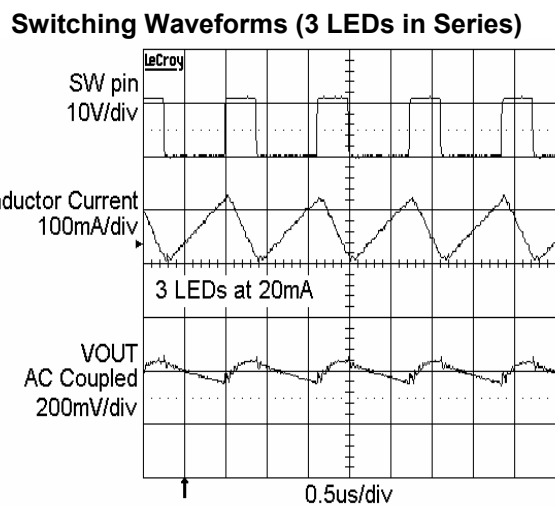 Switching Waveforms (3 LEDs in Series)
LeCroy
SW pin
10V/div
nductor Current
100mA/div
3 LEDs at 20mA
VOUT
AC Coupled
200mV/div
0.5us/div